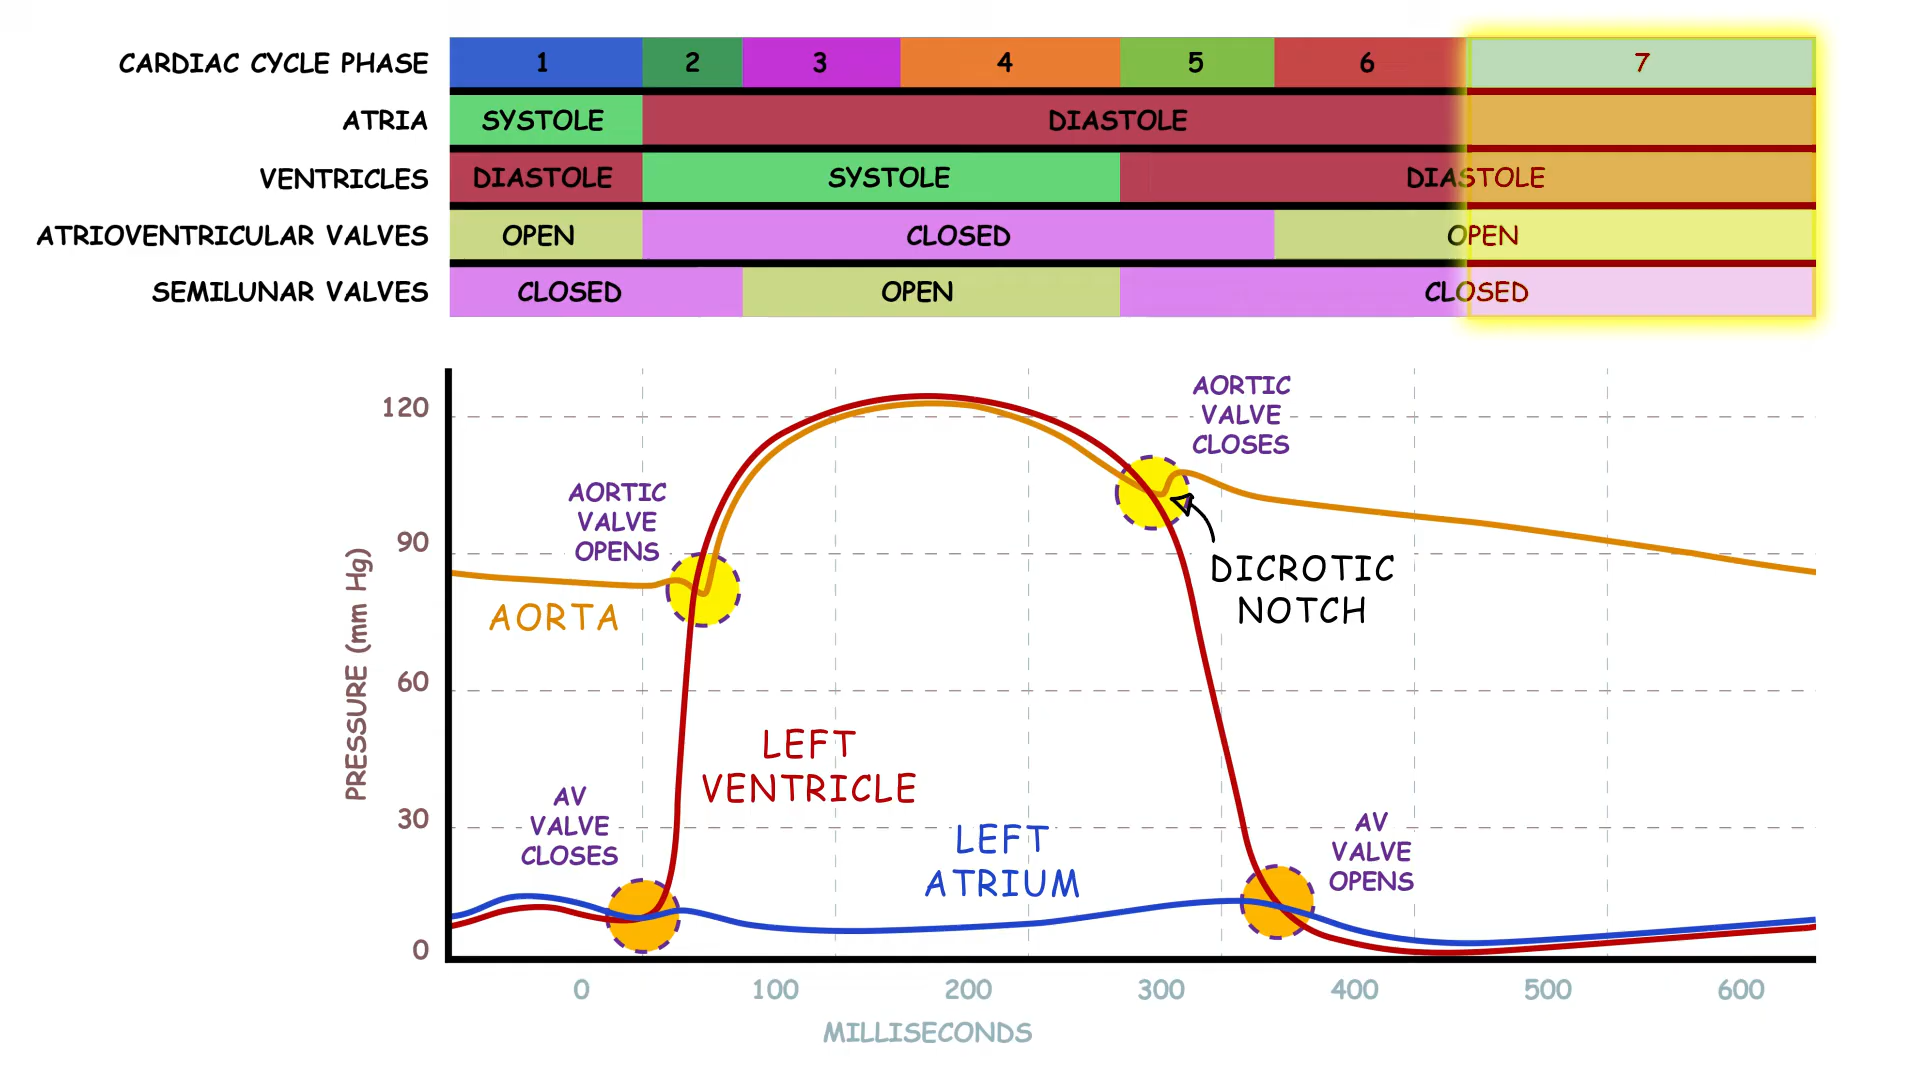 CARDIAC CYCLE PHASE 1 2 3 4 5 6 7
ATRIA SYSTOLE DIASTOLE
VENTRICLES DIASTOLE SYSTOLE DIASTOLE
ATRIOVENTRICULAR VALVES OPEN CLOSED OPEN
SEMILUNAR VALVES CLOSED OPEN CLOSED
PRESSURE (mm Hg)
120
90
60
30
0
AORTIC
VALVE
OPENS
AORTIC
VALVE
CLOSES
DICROTIC
NOTCH
AORTA
LEFT
VENTRICLE
LEFT
ATRIUM
AV
VALVE
CLOSES
AV
VALVE
OPENS
0 100 200 300 400 500 600
MILLISECONDS